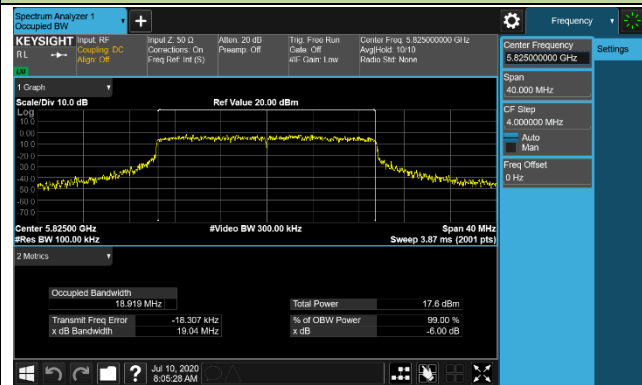 Spectrum Analyzer 1
Occupied BW
Frequency
KEYSIGHT
RL
Input: RF
Coupling: DC
Align: Off
Input Z: 50 Ω
Corrections: On
Freq Ref: Int (S)
Atten: 20 dB
Preamp: Off
Trig: Free Run
Gate: Off
#IF Gain: Low
Center Freq: 5.825000000 GHz
Avg|Hold: 10/10
Radio Std: None
LXI
Center Frequency
5.825000000 GHz
Settings
Span
40.000 MHz
CF Step
4.000000 MHz
Auto
Man
Freq Offset
0 Hz
1 Graph
Scale/Div 10.0 dB
Ref Value 20.00 dBm
Log
10.0
0.00
-10.0
-20.0
-30.0
-40.0
-50.0
-60.0
-70.0
Center 5.82500 GHz
#Video BW 300.00 kHz
Span 40 MHz
#Res BW 100.00 kHz
Sweep 3.87 ms (2001 pts)
2 Metrics
Occupied Bandwidth
18.919 MHz
Total Power 17.6 dBm
Transmit Freq Error -18.307 kHz
% of OBW Power 99.00 %
x dB Bandwidth 19.04 MHz
x dB -6.00 dB
?
Jul 10, 2020
8:05:28 AM